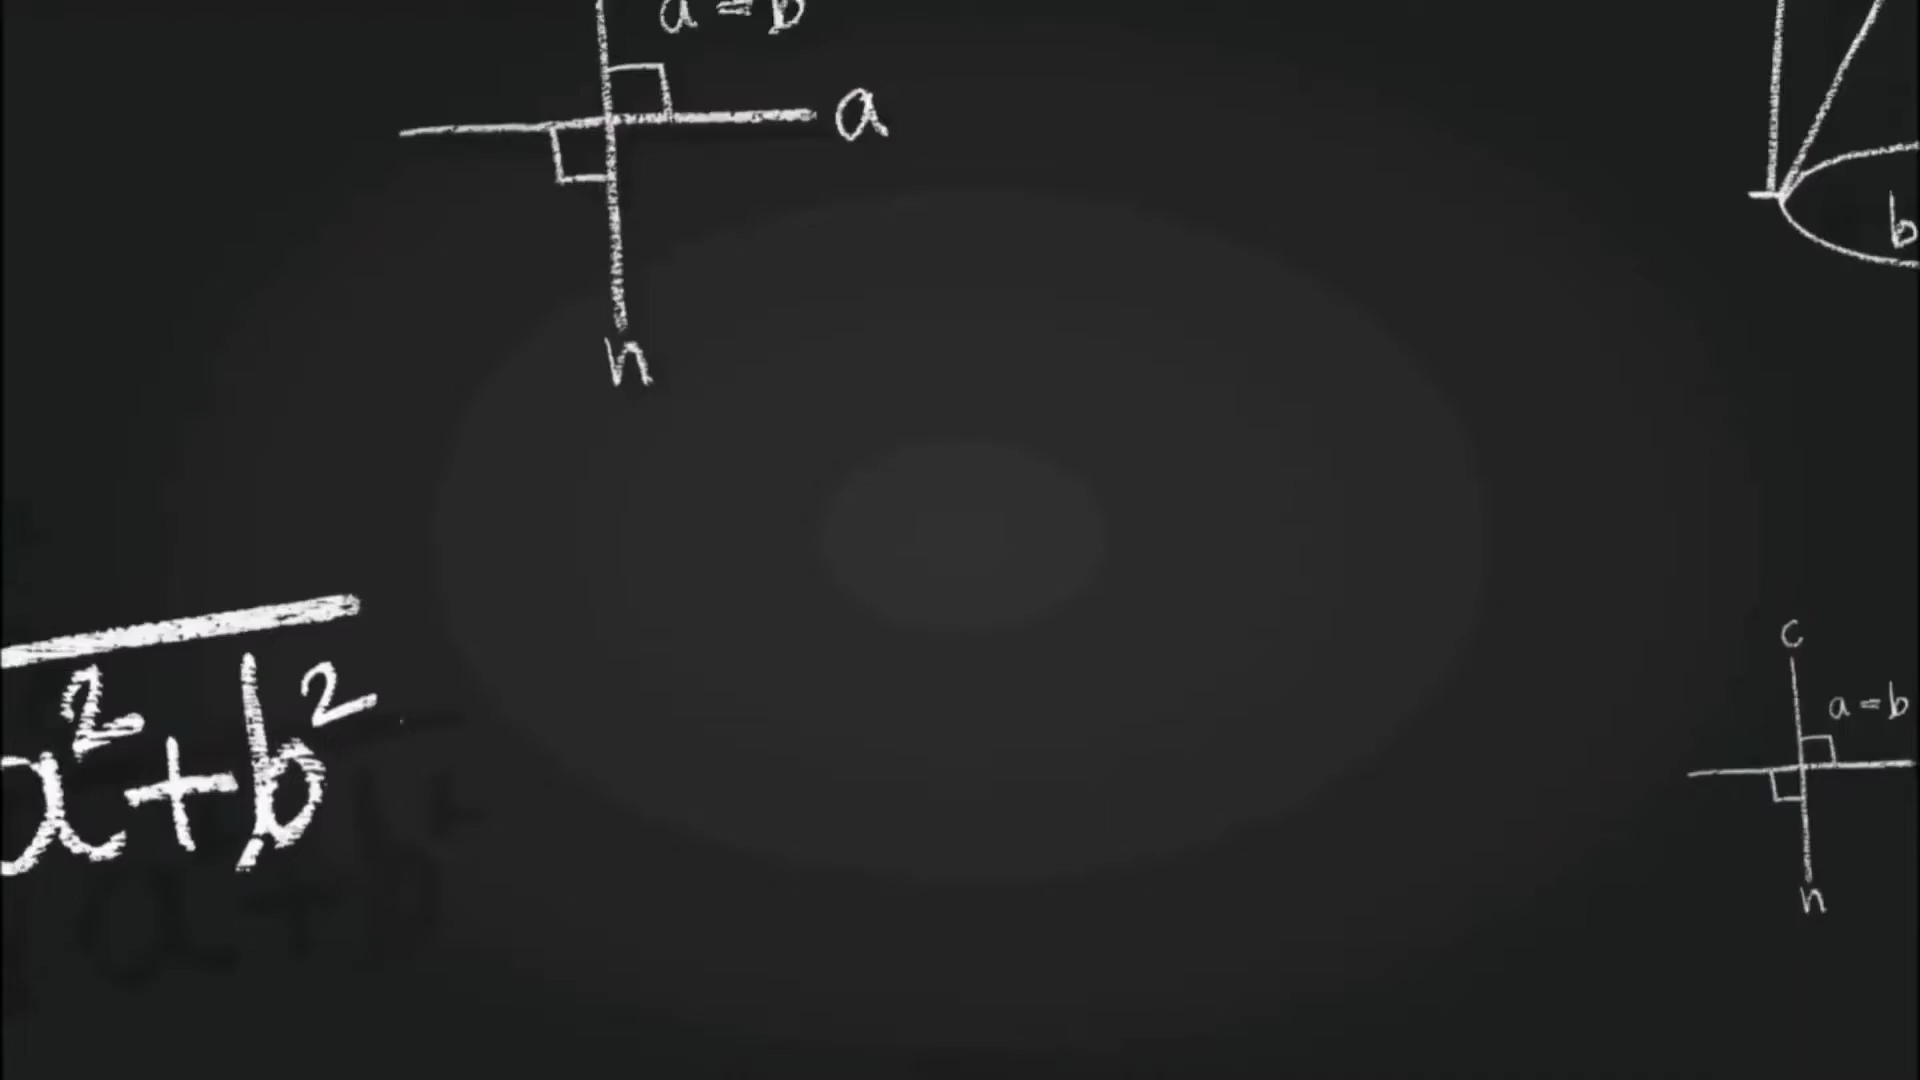 a = b
a
n
b
a² + b²
c
a = b
n